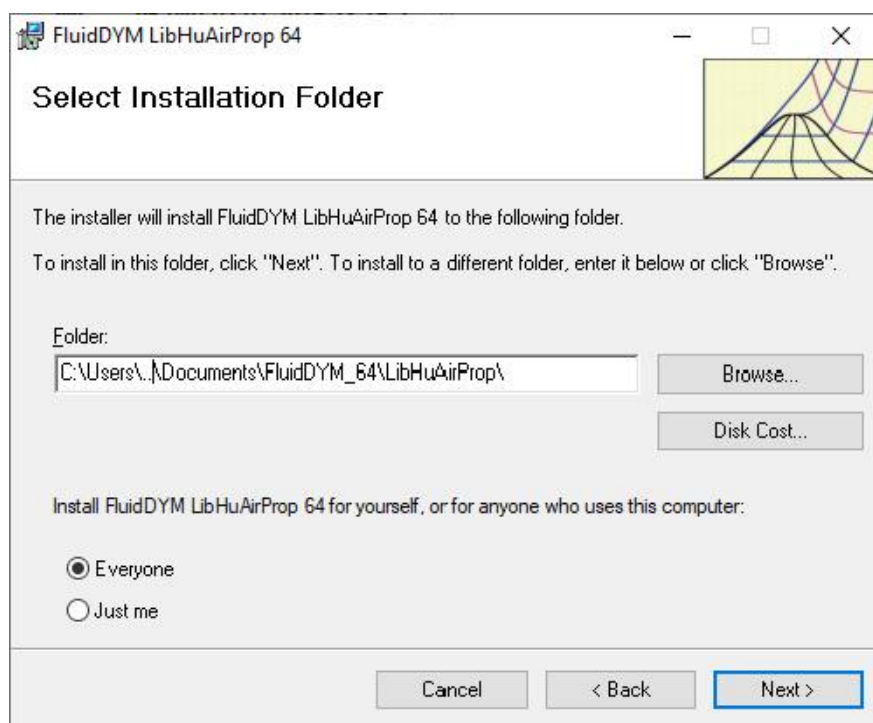 FluidDYM LibHuAirProp 64
Select Installation Folder
The installer will install FluidDYM LibHuAirProp 64 to the following folder.
To install in this folder, click "Next". To install to a different folder, enter it below or click "Browse".
Folder:
C:\Users\..\Documents\FluidDYM_64\LibHuAirProp\
Browse...
Disk Cost...
Install FluidDYM LibHuAirProp 64 for yourself, or for anyone who uses this computer:
Everyone
Just me
Cancel
< Back
Next >